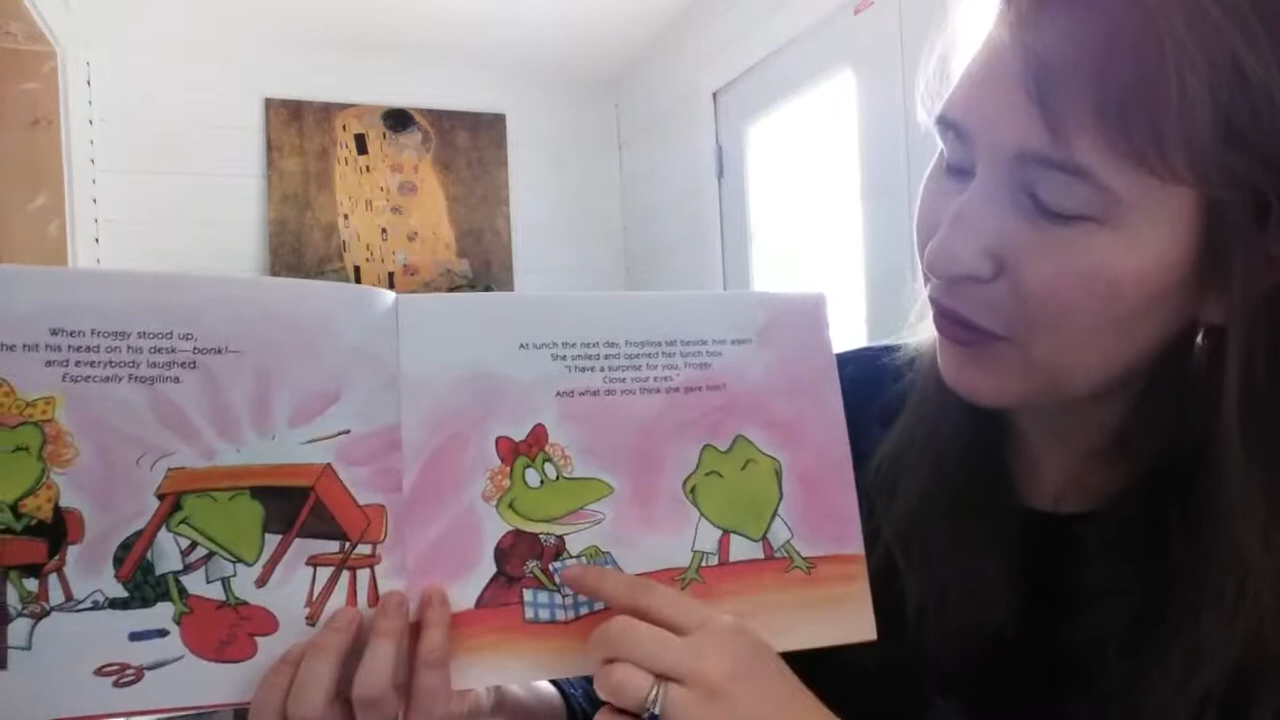 When Froggy stood up,
he hit his head on his desk—bonk!—
and everybody laughed.
Especially Frogilina.
At lunch the next day, Frogilina sat beside him again.
She smiled and opened her lunch box.
"I have a surprise for you, Froggy.
Close your eyes."
And what do you think she gave him?